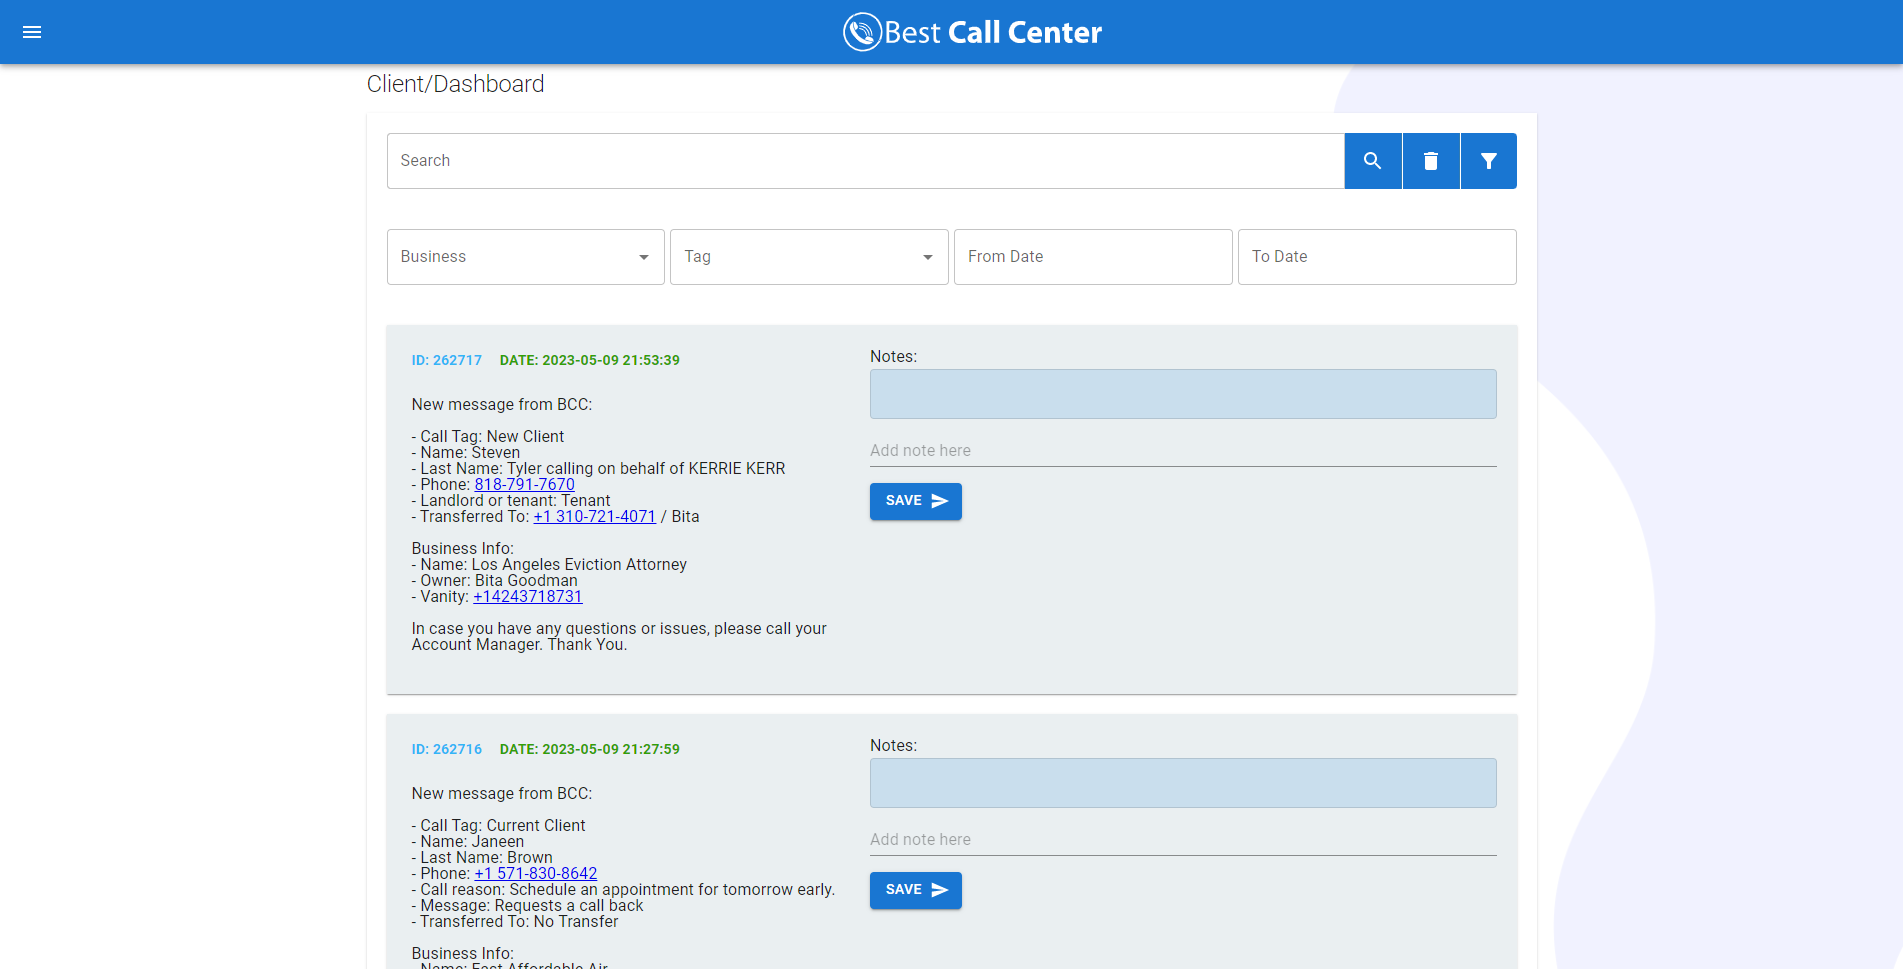 Best Call Center
Client/Dashboard
Search
Business
Tag
From Date
To Date
ID: 262717 DATE: 2023-05-09 21:53:39
New message from BCC:
- Call Tag: New Client
- Name: Steven
- Last Name: Tyler calling on behalf of KERRIE KERR
- Phone: 818-791-7670
- Landlord or tenant: Tenant
- Transferred To: +1 310-721-4071 / Bita
Business Info:
- Name: Los Angeles Eviction Attorney
- Owner: Bita Goodman
- Vanity: +14243718731
In case you have any questions or issues, please call your
Account Manager. Thank You.
Notes:
Add note here
SAVE
ID: 262716 DATE: 2023-05-09 21:27:59
New message from BCC:
- Call Tag: Current Client
- Name: Janeen
- Last Name: Brown
- Phone: +1 571-830-8642
- Call reason: Schedule an appointment for tomorrow early.
- Message: Requests a call back
- Transferred To: No Transfer
Business Info:
- Name: Fast Affordable Air
Notes:
Add note here
SAVE